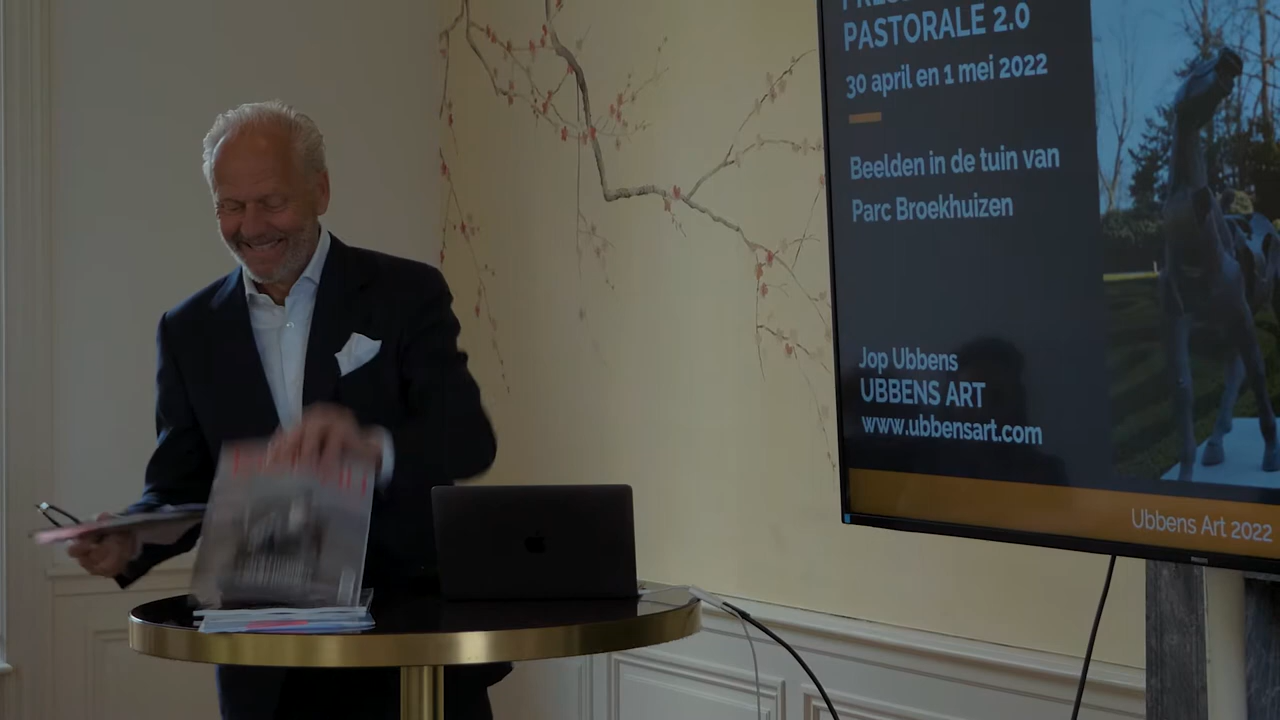 PASTORALE 2.0
30 april en 1 mei 2022
Beelden in de tuin van
Parc Broekhuizen
Jop Ubbens
UBBENS ART
www.ubbensart.com
Ubbens Art 2022